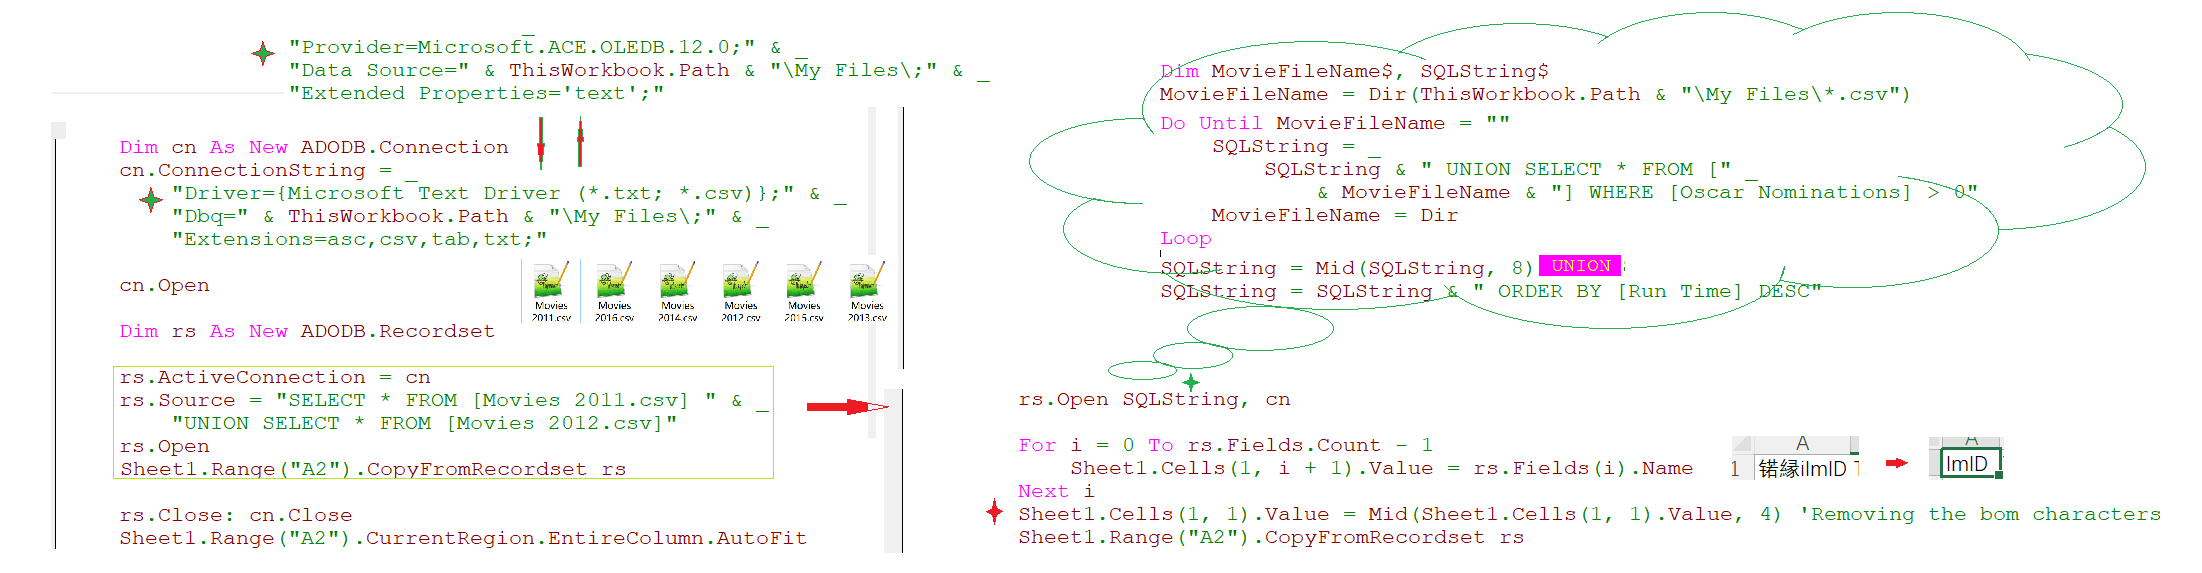 "Provider=Microsoft.ACE.OLEDB.12.0;" & _
"Data Source=" & ThisWorkbook.Path & "\My Files\;" & _
"Extended Properties='text';"
Dim cn As New ADODB.Connection
cn.ConnectionString = _
"Driver={Microsoft Text Driver (*.txt; *.csv)};" & _
"Dbq=" & ThisWorkbook.Path & "\My Files\;" & _
"Extensions=asc,csv,tab,txt;"
cn.Open
Movies 2011.csv
Movies 2016.csv
Movies 2014.csv
Movies 2012.csv
Movies 2015.csv
Movies 2013.csv
Dim rs As New ADODB.Recordset
rs.ActiveConnection = cn
rs.Source = "SELECT * FROM [Movies 2011.csv] " & _
"UNION SELECT * FROM [Movies 2012.csv]"
rs.Open
Sheet1.Range("A2").CopyFromRecordset rs
rs.Close: cn.Close
Sheet1.Range("A2").CurrentRegion.EntireColumn.AutoFit
Dim MovieFileName$, SQLString$
MovieFileName = Dir(ThisWorkbook.Path & "\My Files\*.csv")
Do Until MovieFileName = ""
SQLString = _
SQLString & " UNION SELECT * FROM [" _
& MovieFileName & "] WHERE [Oscar Nominations] > 0"
MovieFileName = Dir
Loop
SQLString = Mid(SQLString, 8) UNION
SQLString = SQLString & " ORDER BY [Run Time] DESC"
rs.Open SQLString, cn
For i = 0 To rs.Fields.Count - 1
Sheet1.Cells(1, i + 1).Value = rs.Fields(i).Name
Next i
Sheet1.Cells(1, 1).Value = Mid(Sheet1.Cells(1, 1).Value, 4) 'Removing the bom characters
Sheet1.Range("A2").CopyFromRecordset rs
A
1 锘縁ilmID
A
lmID